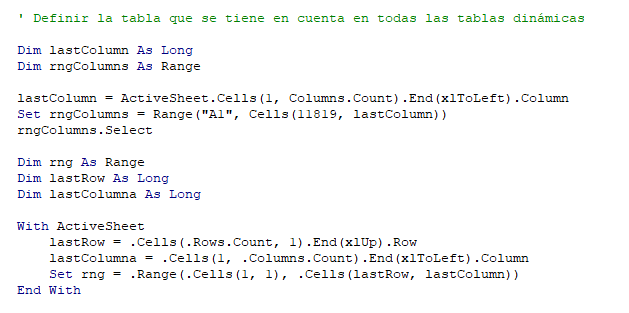 ' Definir la tabla que se tiene en cuenta en todas las tablas dinámicas
Dim lastColumn As Long
Dim rngColumns As Range
lastColumn = ActiveSheet.Cells(1, Columns.Count).End(xlToLeft).Column
Set rngColumns = Range("A1", Cells(11819, lastColumn))
rngColumns.Select
Dim rng As Range
Dim lastRow As Long
Dim lastColumna As Long
With ActiveSheet
    lastRow = .Cells(.Rows.Count, 1).End(xlUp).Row
    lastColumna = .Cells(1, .Columns.Count).End(xlToLeft).Column
    Set rng = .Range(.Cells(1, 1), .Cells(lastRow, lastColumn))
End With